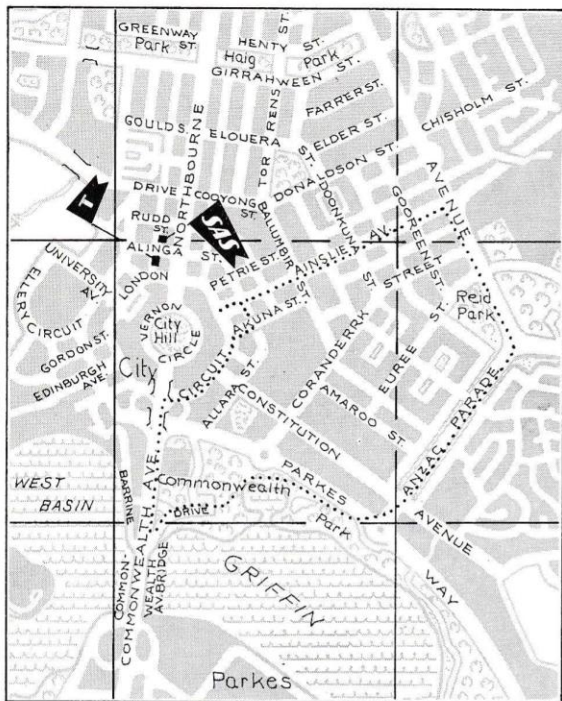 GREENWAY ST.
Park
HENTY ST.
Haig Park
GIRRAHWEEN ST.
TORRENS ST.
FARRER ST.
GOULDS
ELOUERA ST.
ELDER ST.
DONALDSON ST.
CHISHOLM ST.
NORTHBOURNE
AVENUE
DRIVE
COOYONG ST.
T
SAS
RUDD ST.
ALINGA ST.
BALLUMBIR ST.
DOONKUNA ST.
GOOREEN ST.
AINSLIE AV.
PETRIE ST.
STREET
UNIVERSITY AV.
LONDON
ELLERY CIRCUIT
VERNON CIRCLE
City Hill
AKUNA ST.
Reid Park
GORDON ST.
EDINBURGH AVE.
City
CIRCUIT
ALLARA ST.
CORANDERRK
EUREE ST.
AMAROO ST.
CONSTITUTION
ANZAC PARADE
PARKES
WEST BASIN
BARRINE
COMMONWEALTH AVE
Commonwealth
Park
DRIVE
AVENUE
WAY
COMMON-
WEALTH
AV. BRIDGE
GRIFFIN
Parkes